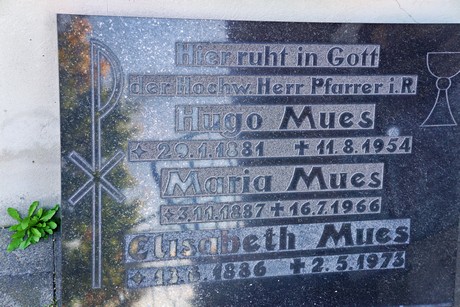 Hier ruht in Gott
der Hochw. Herr Pfarrer i.R.
Hugo Mues
* 29.1.1881 + 11.8.1954
Maria Mues
* 3.11.1887 + 16.7.1966
Elisabeth Mues
* 13.8.1886 + 2.5.1973